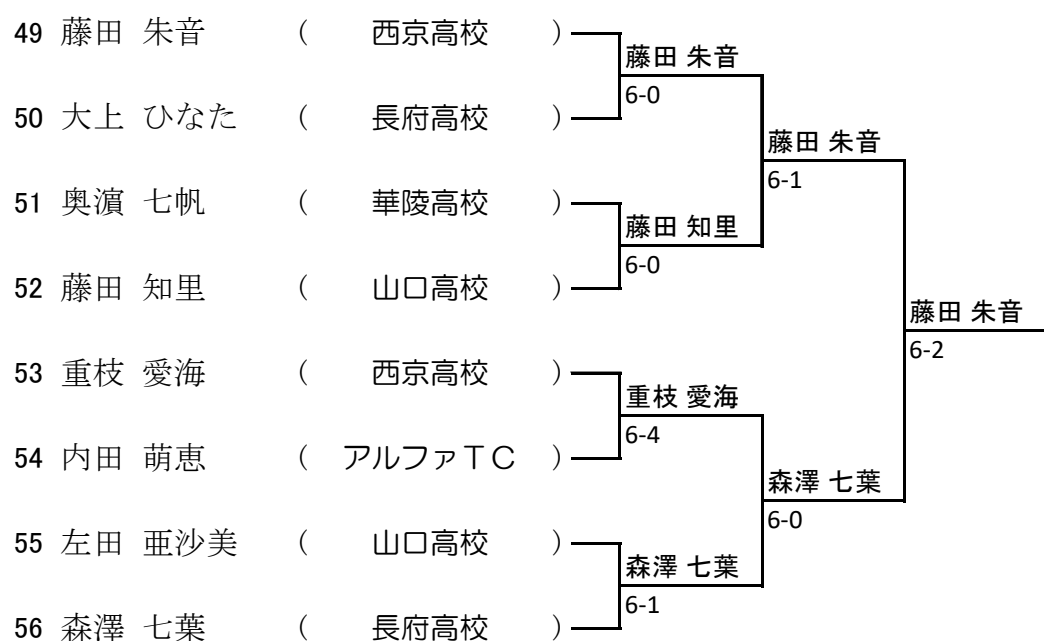 49 藤田 朱音 ( 西京高校 )
藤田 朱音
6-0
50 大上 ひなた ( 長府高校 )
藤田 朱音
6-1
51 奥濵 七帆 ( 華陵高校 )
藤田 知里
6-0
52 藤田 知里 ( 山口高校 )
藤田 朱音
6-2
53 重枝 愛海 ( 西京高校 )
重枝 愛海
6-4
54 内田 萌恵 ( アルファTC )
森澤 七葉
6-0
55 左田 亜沙美 ( 山口高校 )
森澤 七葉
6-1
56 森澤 七葉 ( 長府高校 )